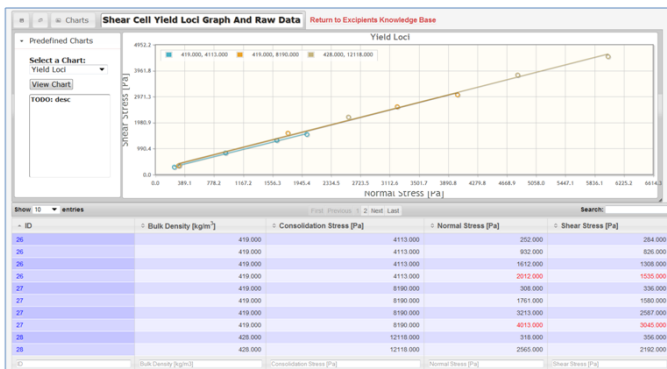 Charts
Shear Cell Yield Loci Graph And Raw Data
Return to Excipients Knowledge Base
Predefined Charts
Select a Chart:
Yield Loci
View Chart
TODO: desc
Yield Loci
419.000, 4113.000 419.000, 8190.000 428.000, 12118.000
Shear Stress [Pa]
4952.2
3961.8
2971.3
1980.9
990.4
0.0
0.0 389.1 778.2 1167.2 1556.3 1945.4 2334.5 2723.5 3112.6 3501.7 3890.8 4279.8 4668.9 5058.0 5447.1 5836.1 6225.2 6614.3
Normal Stress [Pa]
Show 10 entries
First Previous 1 2 Next Last
Search:
ID Bulk Density [kg/m³] Consolidation Stress [Pa] Normal Stress [Pa] Shear Stress [Pa]
26 419.000 4113.000 252.000 284.000
26 419.000 4113.000 932.000 826.000
26 419.000 4113.000 1612.000 1308.000
26 419.000 4113.000 2012.000 1535.000
27 419.000 8190.000 308.000 336.000
27 419.000 8190.000 1761.000 1580.000
27 419.000 8190.000 3213.000 2587.000
27 419.000 8190.000 4013.000 3040.000
28 428.000 12118.000 316.000 356.000
28 428.000 12118.000 2565.000 2192.000
ID Bulk Density [kg/m3] Consolidation Stress [Pa] Normal Stress [Pa] Shear Stress [Pa]